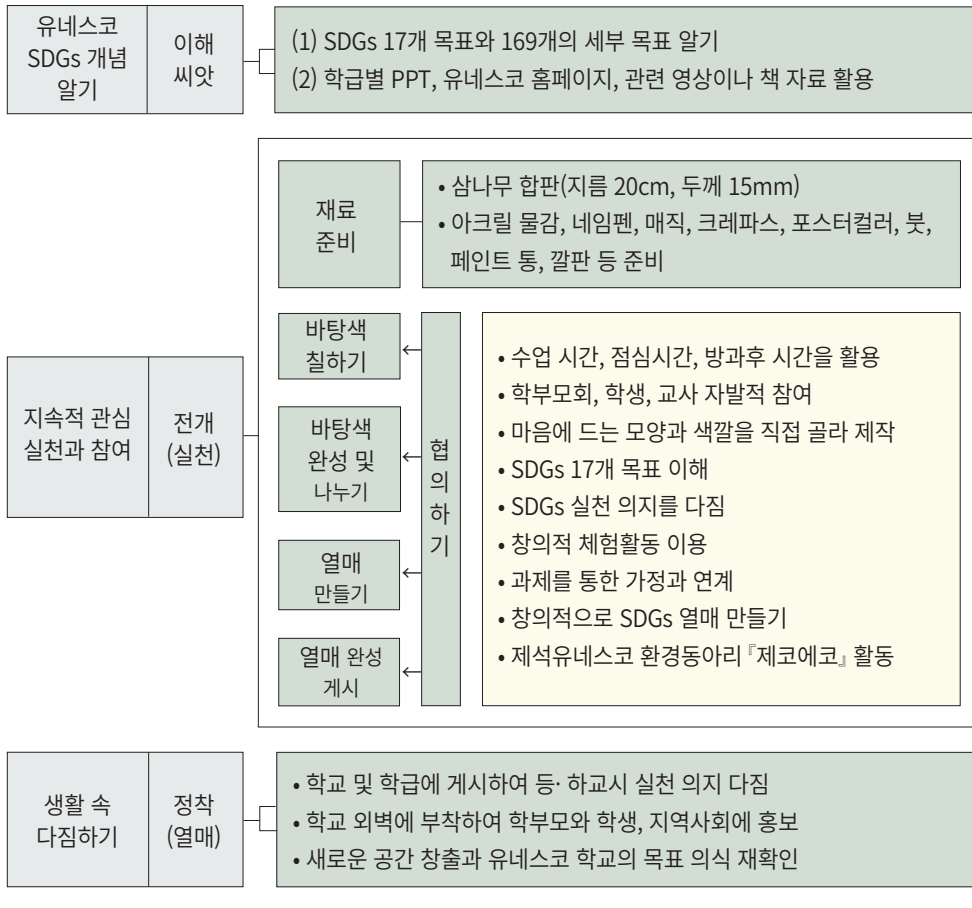 유네스코
SDGs 개념
알기
이해
씨앗
(1) SDGs 17개 목표와 169개의 세부 목표 알기
(2) 학급별 PPT, 유네스코 홈페이지, 관련 영상이나 책 자료 활용
지속적 관심
실천과 참여
전개
(실천)
재료
준비
• 삼나무 합판(지름 20cm, 두께 15mm)
• 아크릴 물감, 네임펜, 매직, 크레파스, 포스터컬러, 붓,
페인트 통, 깔판 등 준비
바탕색
칠하기
←
바탕색
완성 및
나누기
←
열매
만들기
←
열매 완성
게시
←
협
의
하
기
• 수업 시간, 점심시간, 방과후 시간을 활용
• 학부모회, 학생, 교사 자발적 참여
• 마음에 드는 모양과 색깔을 직접 골라 제작
• SDGs 17개 목표 이해
• SDGs 실천 의지를 다짐
• 창의적 체험활동 이용
• 과제를 통한 가정과 연계
• 창의적으로 SDGs 열매 만들기
• 제석유네스코 환경동아리 『제코에코』 활동
생활 속
다짐하기
정착
(열매)
• 학교 및 학급에 게시하여 등· 하교시 실천 의지 다짐
• 학교 외벽에 부착하여 학부모와 학생, 지역사회에 홍보
• 새로운 공간 창출과 유네스코 학교의 목표 의식 재확인